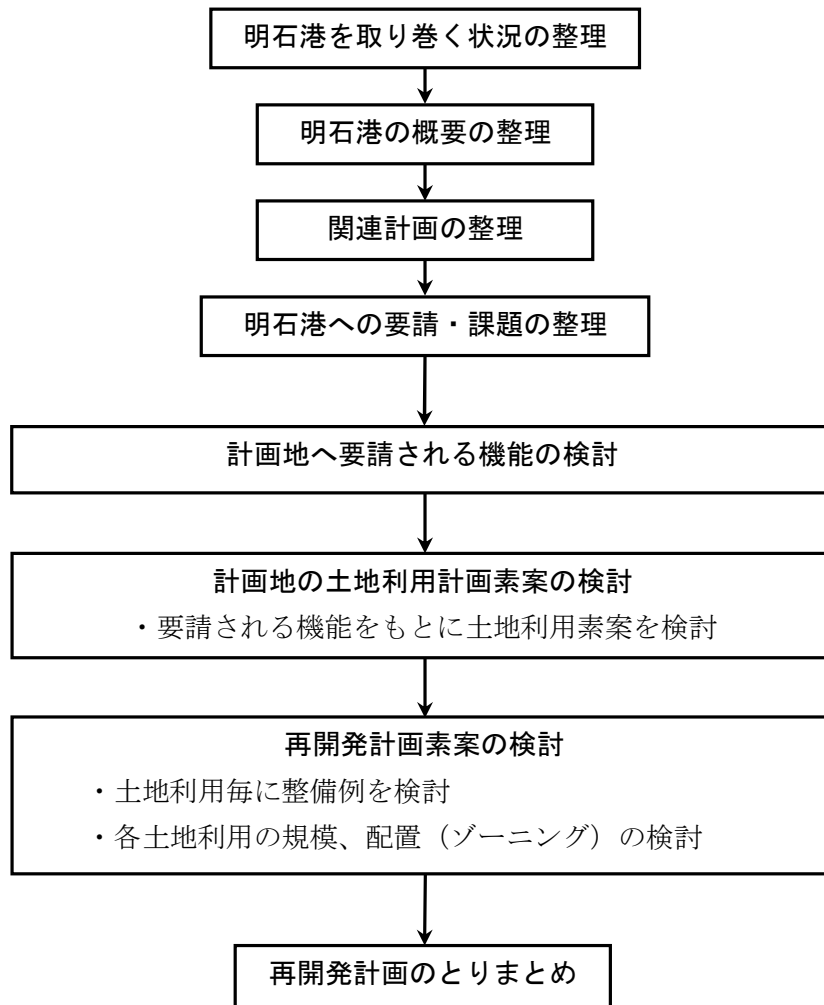 明石港を取り巻く状況の整理
明石港の概要の整理
関連計画の整理
明石港への要請・課題の整理
計画地へ要請される機能の検討
計画地の土地利用計画素案の検討
・要請される機能をもとに土地利用素案を検討
再開発計画素案の検討
・土地利用毎に整備例を検討
・各土地利用の規模、配置（ゾーニング）の検討
再開発計画のとりまとめ